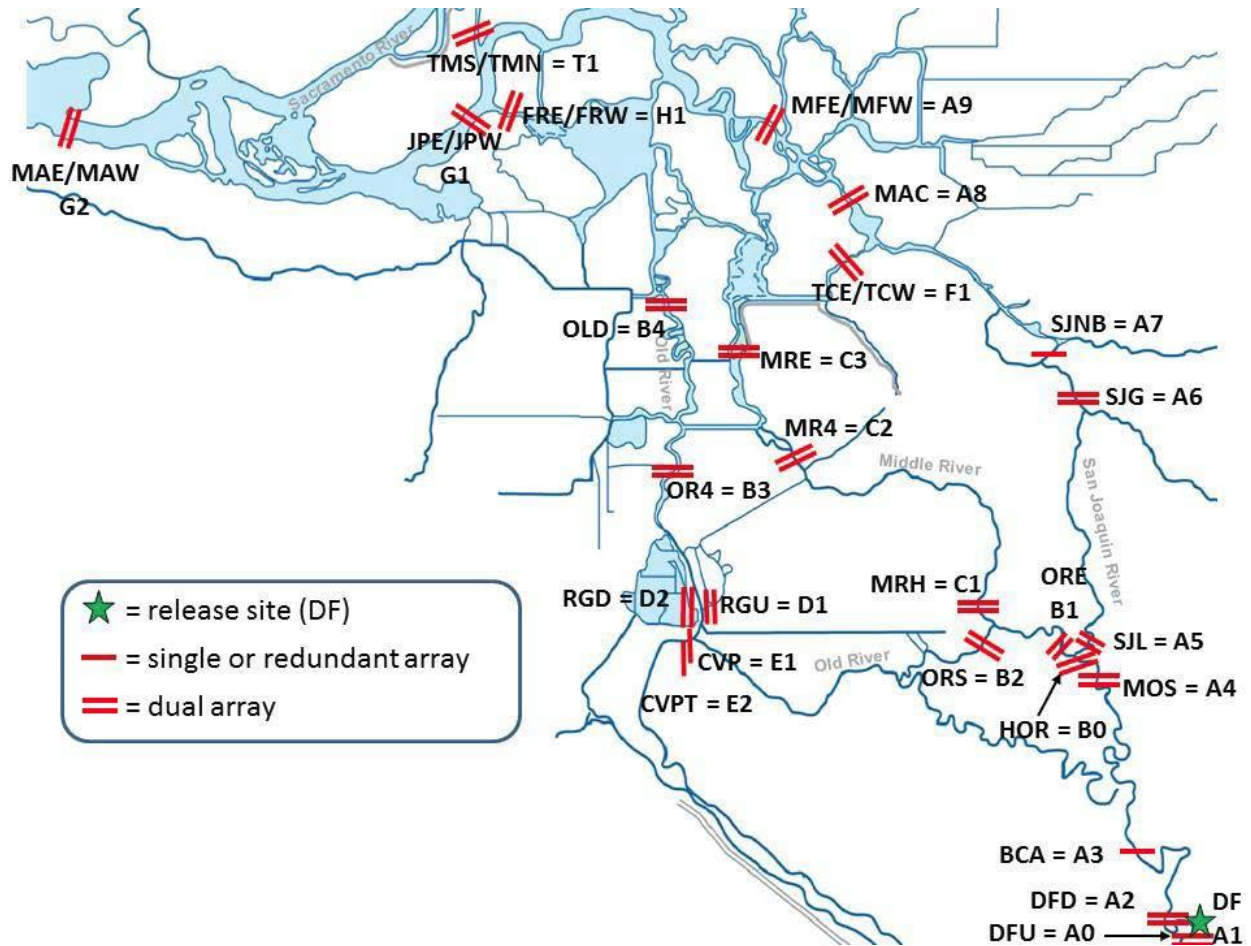 Sacramento River
TMS/TMN = T1
MFE/MFW = A9
FRE/FRW = H1
JPE/JPW
G1
MAE/MAW
G2
MAC = A8
TCE/TCW = F1
OLD = B4
Old River
SJNB = A7
MRE = C3
SJG = A6
MR4 = C2
Middle River
OR4 = B3
San Joaquin River
MRH = C1
ORE
B1
RGD = D2
RGU = D1
SJL = A5
CVP = E1
Old River
ORS = B2
MOS = A4
CVPT = E2
HOR = B0
= release site (DF)
= single or redundant array
= dual array
BCA = A3
DFD = A2
DF
DFU = A0
A1